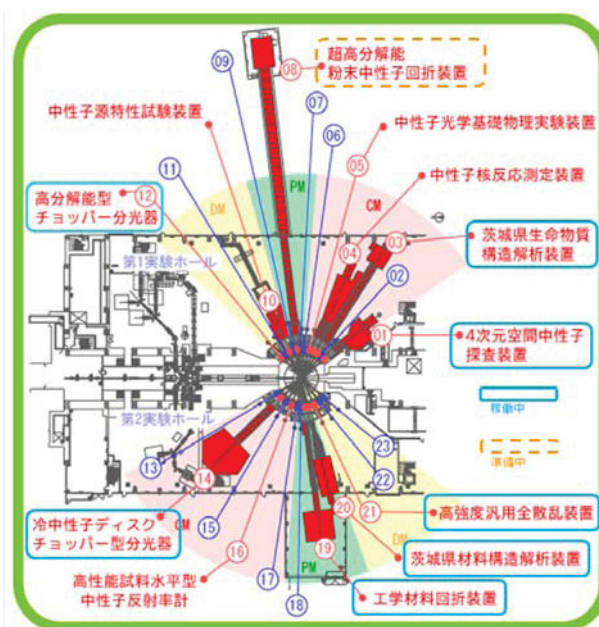 超高分解能
粉末中性子回折装置
09
08
07
06
中性子源特性試験装置
中性子光学基礎物理実験装置
05
11
中性子核反応測定装置
高分解能型
チョッパー分光器
12
DM
PM
CM
04
03
茨城県生命物質
構造解析装置
第1実験ホール
02
10
01
4次元空間中性子
探査装置
稼働中
第2実験ホール
準備中
13
14
23
22
15
冷中性子ディスク
チョッパー型分光器
CM
20
21
高強度汎用全散乱装置
DM
16
茨城県材料構造解析装置
高性能試料水平型
中性子反射率計
17
PM
19
18
工学材料回折装置